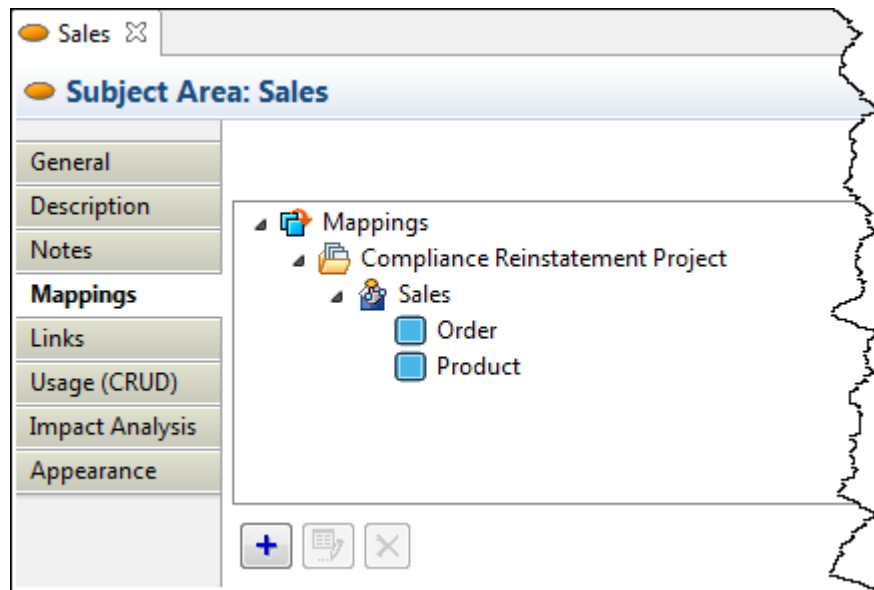 Sales
Subject Area: Sales
General
Description
Notes
Mappings
Links
Usage (CRUD)
Impact Analysis
Appearance
Mappings
Compliance Reinstatement Project
Sales
Order
Product